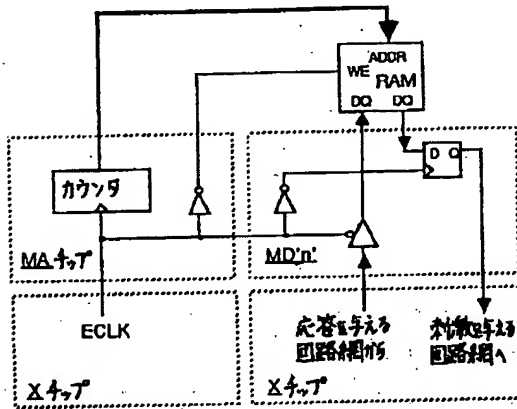 ADDR
WE
RAM
DQ DQ
D Q
カウンタ
MA チップ
MD'n'
ECLK
Xチップ
応答を与える
回路網から
刺激を与える
回路網へ
Xチップ